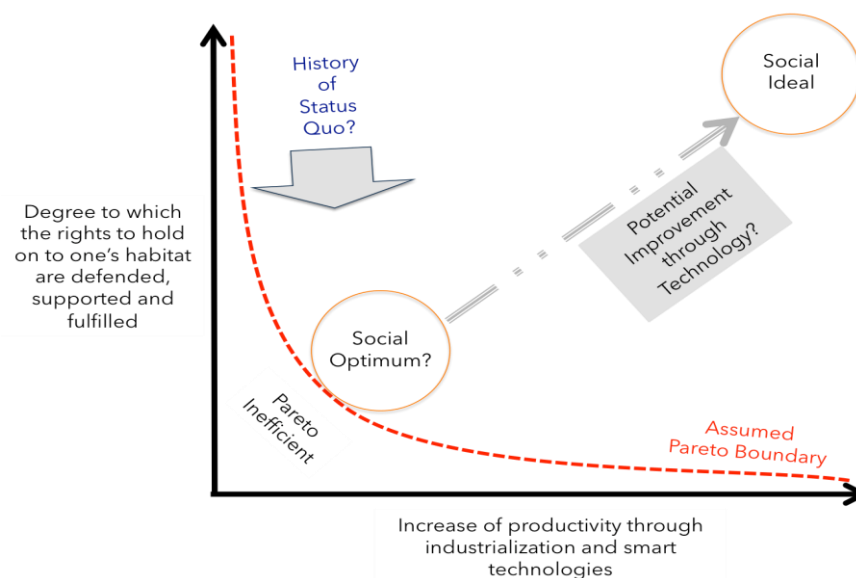 History
of
Status
Quo?
Social
Ideal
Degree to which
the rights to hold
on to one’s habitat
are defended,
supported and
fulfilled
Potential
Improvement
through
Technology?
Social
Optimum?
Pareto
Inefficient
Assumed
Pareto Boundary
Increase of productivity through
industrialization and smart
technologies